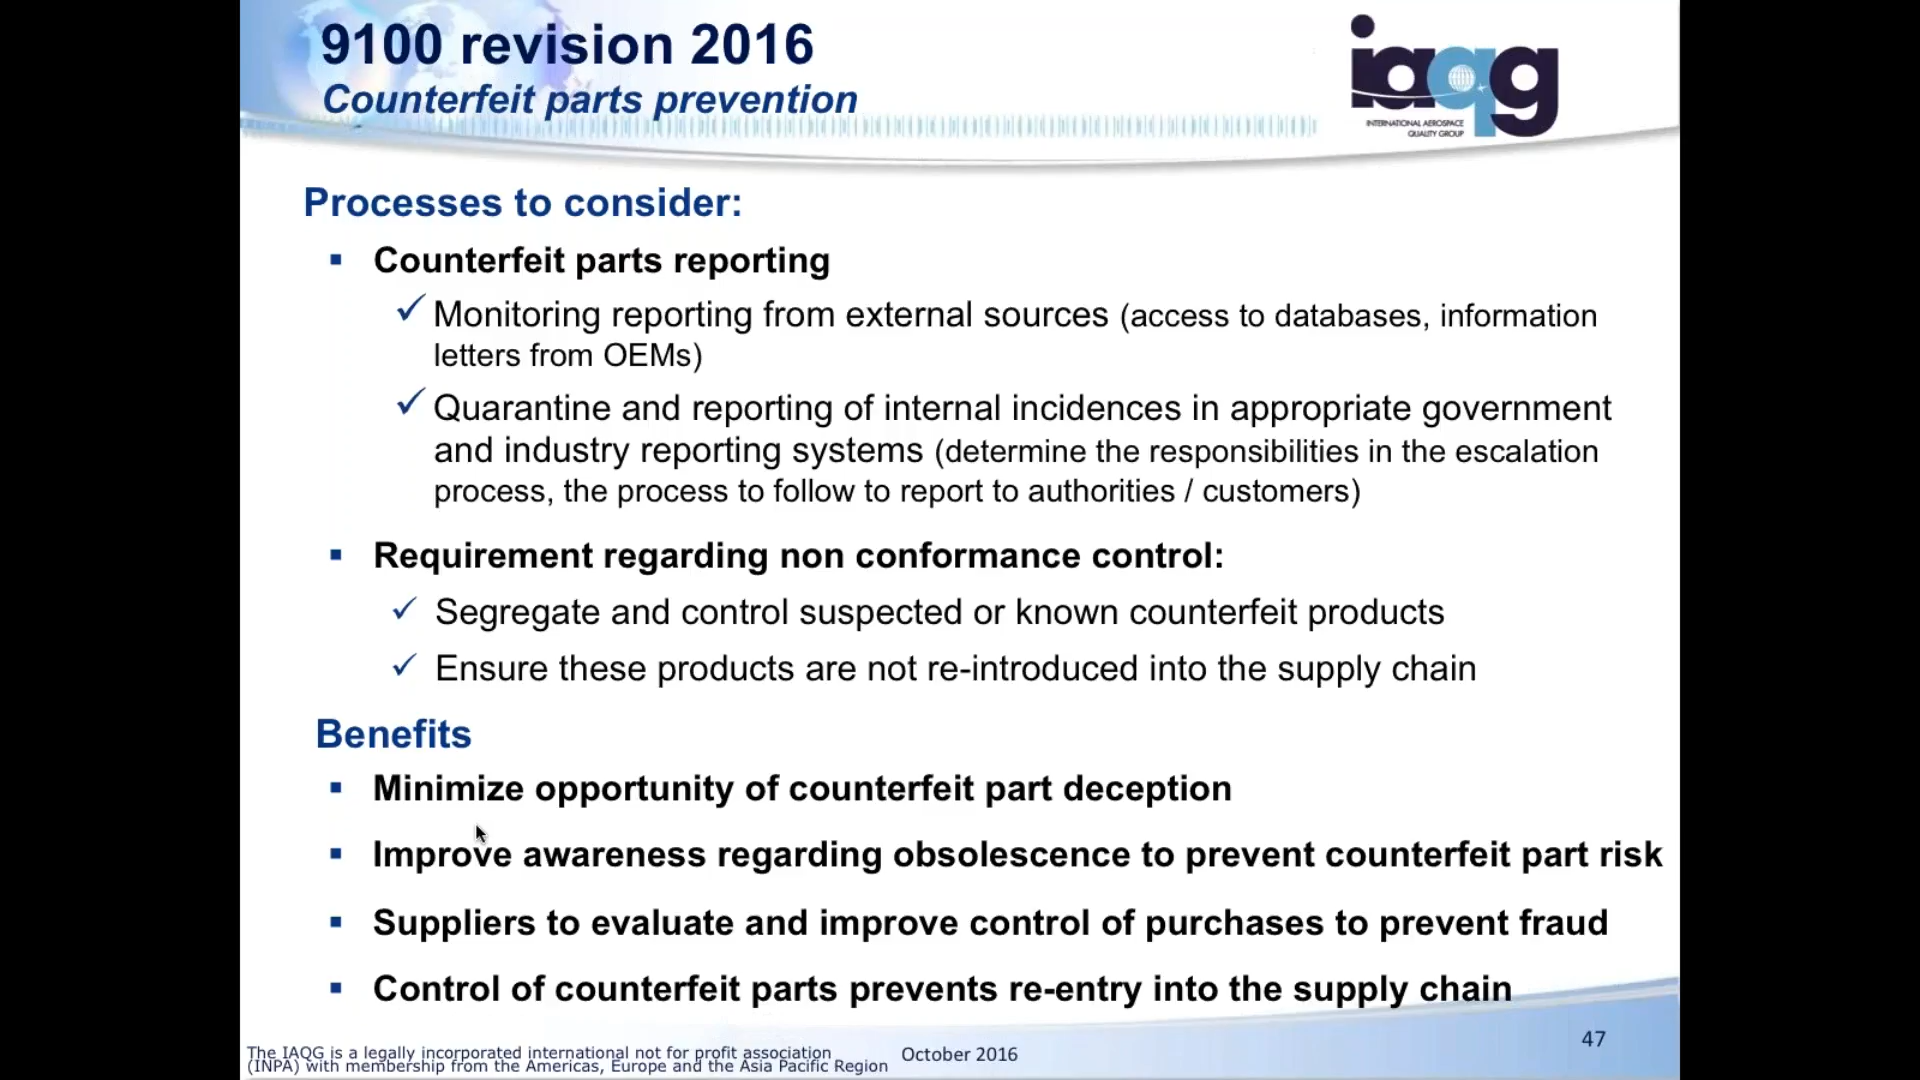 9100 revision 2016
Counterfeit parts prevention
iaqg
INTERNATIONAL AEROSPACE
QUALITY GROUP
Processes to consider:
▪ Counterfeit parts reporting
✓ Monitoring reporting from external sources (access to databases, information
letters from OEMs)
✓ Quarantine and reporting of internal incidences in appropriate government
and industry reporting systems (determine the responsibilities in the escalation
process, the process to follow to report to authorities / customers)
▪ Requirement regarding non conformance control:
✓ Segregate and control suspected or known counterfeit products
✓ Ensure these products are not re-introduced into the supply chain
Benefits
▪ Minimize opportunity of counterfeit part deception
▪ Improve awareness regarding obsolescence to prevent counterfeit part risk
▪ Suppliers to evaluate and improve control of purchases to prevent fraud
▪ Control of counterfeit parts prevents re-entry into the supply chain
The IAQG is a legally incorporated international not for profit association
(INPA) with membership from the Americas, Europe and the Asia Pacific Region
October 2016
47